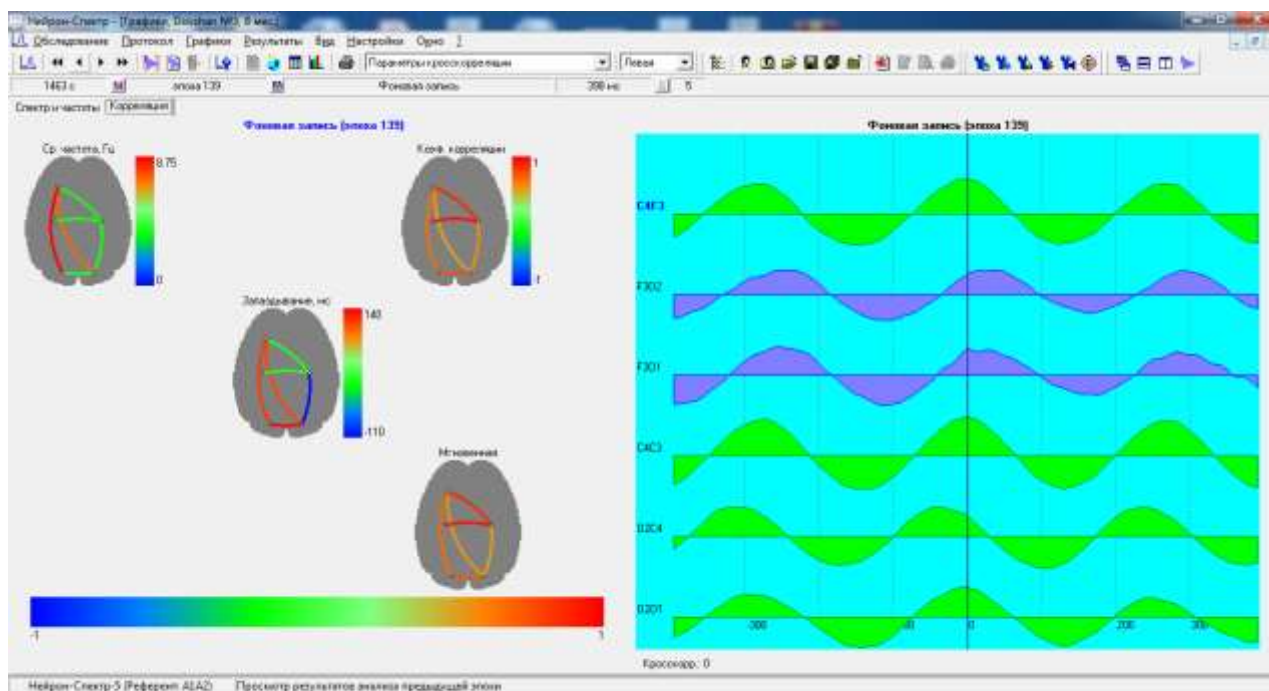 Нейрон-Спектр - [Графики, 8 мес.]
Обследование Протокол Графики Результаты Вид Настройки Окно ?
Параметры кросскорреляции Левая
1463 с эпоха 139 Фоновая запись 398 мс 5
Спектр и частоты Корреляция
Фоновая запись (эпоха 139)
Фоновая запись (эпоха 139)
Ср. частота, Гц
8.75
0
Коэф. корреляции
1
-1
Запаздывание, мс
140
-110
Мгновенная
-1
1
C4F3
F3O2
F3O1
C4C3
O2C4
O2O1
0
200
300
Кросскорр.: 0
Нейрон-Спектр-5 (Референт A1A2) Просмотр результатов анализа предыдущей эпохи